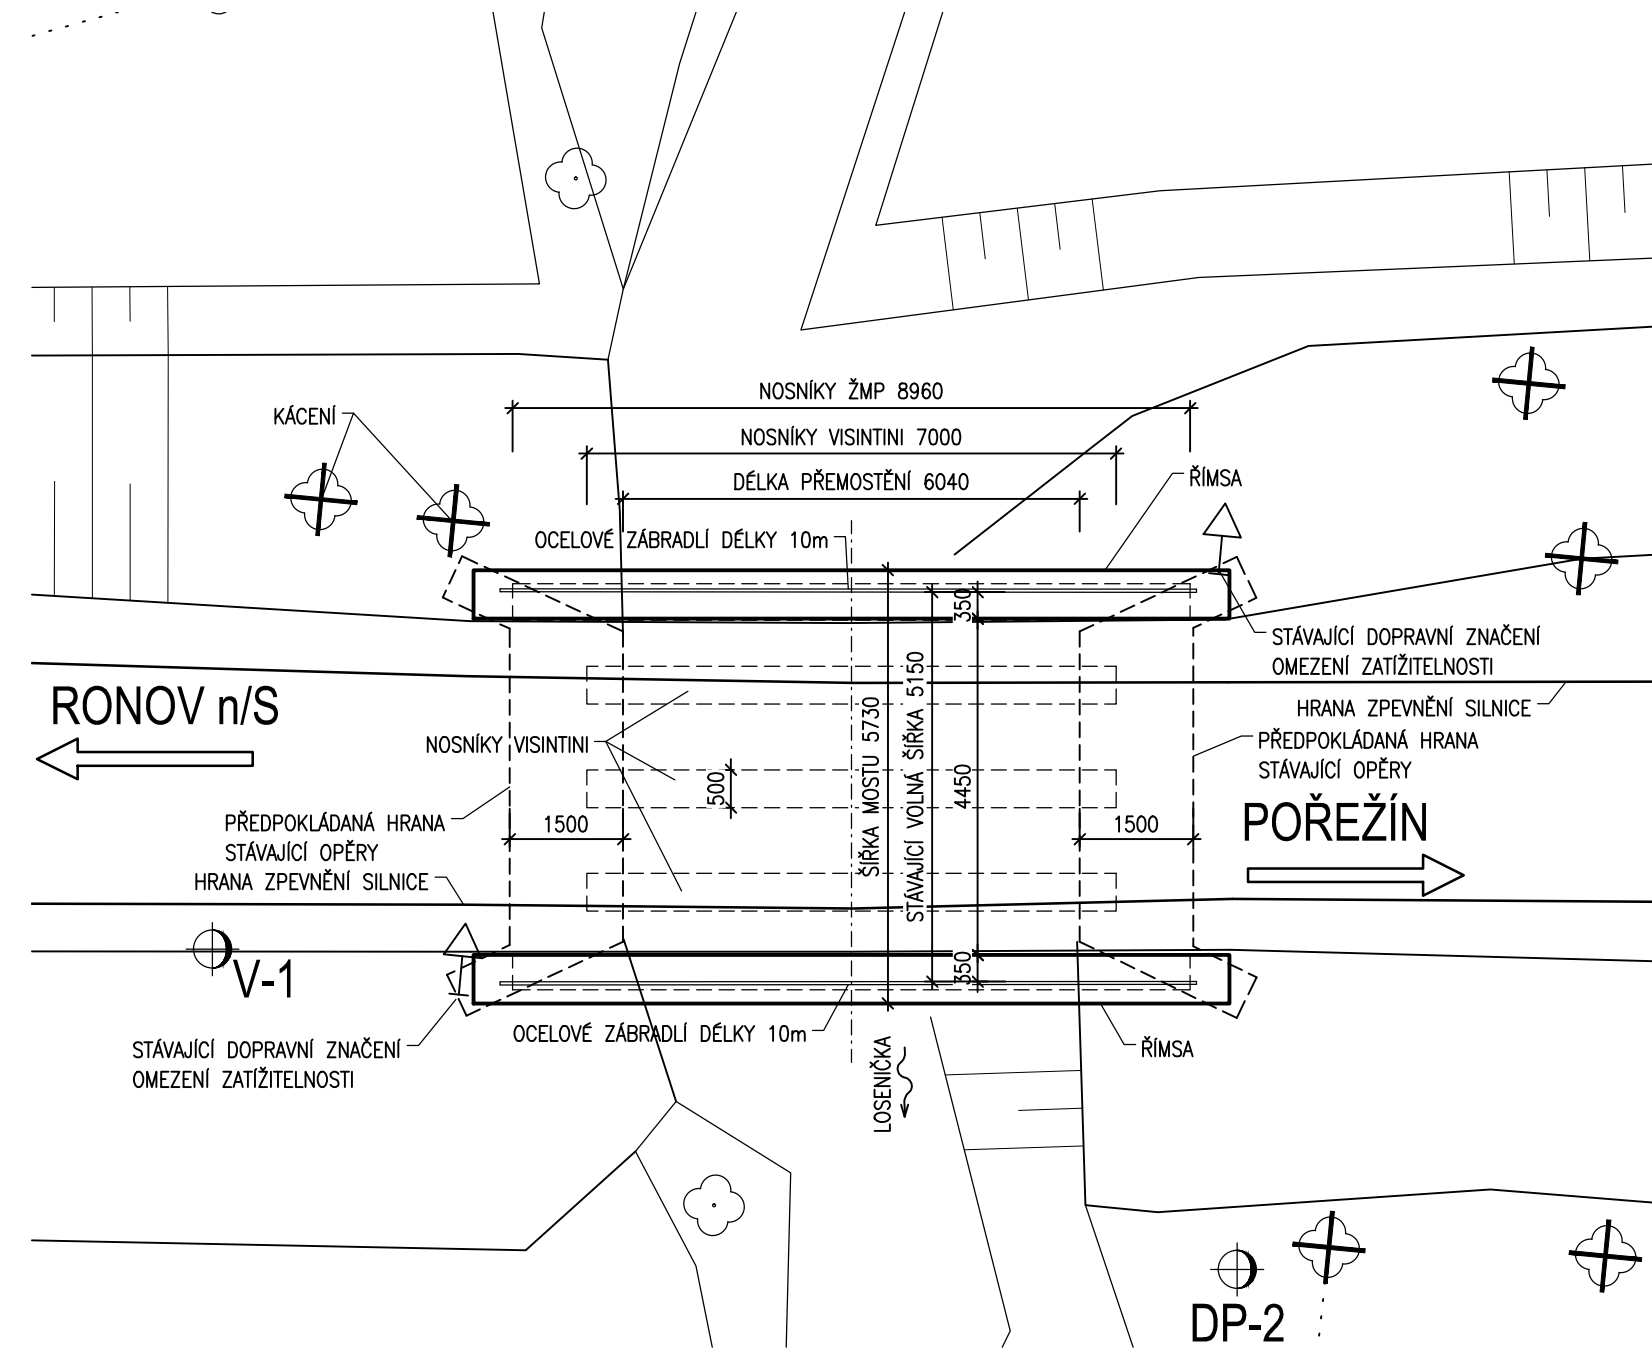 NOSNÍKY ŽMP 8960
KÁCENÍ
NOSNÍKY VISINTINI 7000
DÉLKA PŘEMOSTĚNÍ 6040
ŘÍMSA
OCELOVÉ ZÁBRADLÍ DÉLKY 10m
350
STÁVAJÍCÍ DOPRAVNÍ ZNAČENÍ
OMEZENÍ ZATÍŽITELNOSTI
RONOV n/S
HRANA ZPEVNĚNÍ SILNICE
NOSNÍKY VISINTINI
PŘEDPOKLÁDANÁ HRANA
STÁVAJÍCÍ OPĚRY
500
ŠÍŘKA MOSTU 5730
STÁVAJÍCÍ VOLNÁ ŠÍŘKA 5150
4450
PŘEDPOKLÁDANÁ HRANA
STÁVAJÍCÍ OPĚRY
1500
1500
POŘEŽÍN
HRANA ZPEVNĚNÍ SILNICE
V-1
350
OCELOVÉ ZÁBRADLÍ DÉLKY 10m
ŘÍMSA
STÁVAJÍCÍ DOPRAVNÍ ZNAČENÍ
OMEZENÍ ZATÍŽITELNOSTI
LOSENIČKA
DP-2